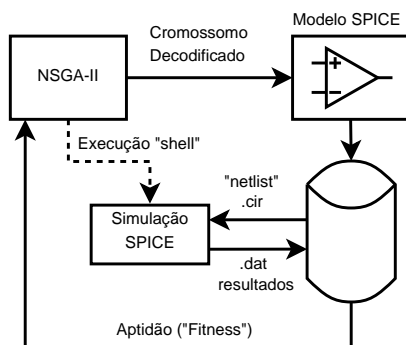 Modelo SPICE
Cromossomo
Decodificado
NSGA-II
Execução "shell"
"netlist"
.cir
Simulação
SPICE
.dat
resultados
Aptidão ("Fitness")